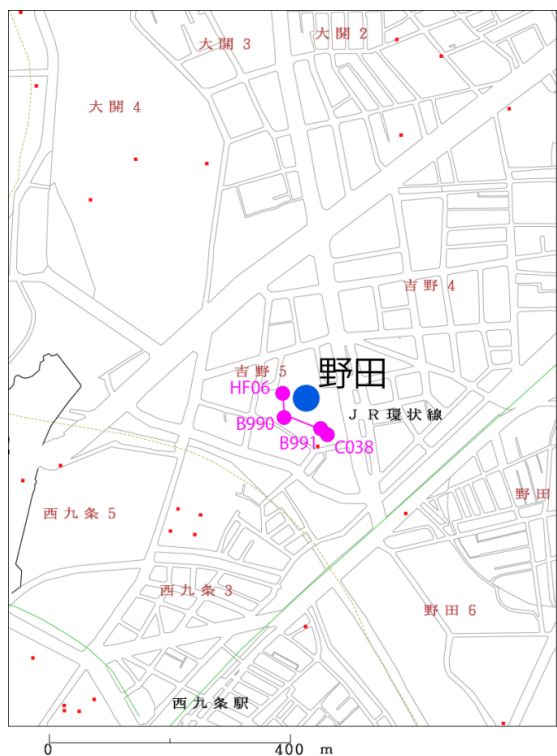 大開2
大開3
大開4
吉野4
吉野5
野田
HF06
JR環状線
B990
B991
C038
野田
西九条5
西九条3
野田6
西九条駅
0 400 m